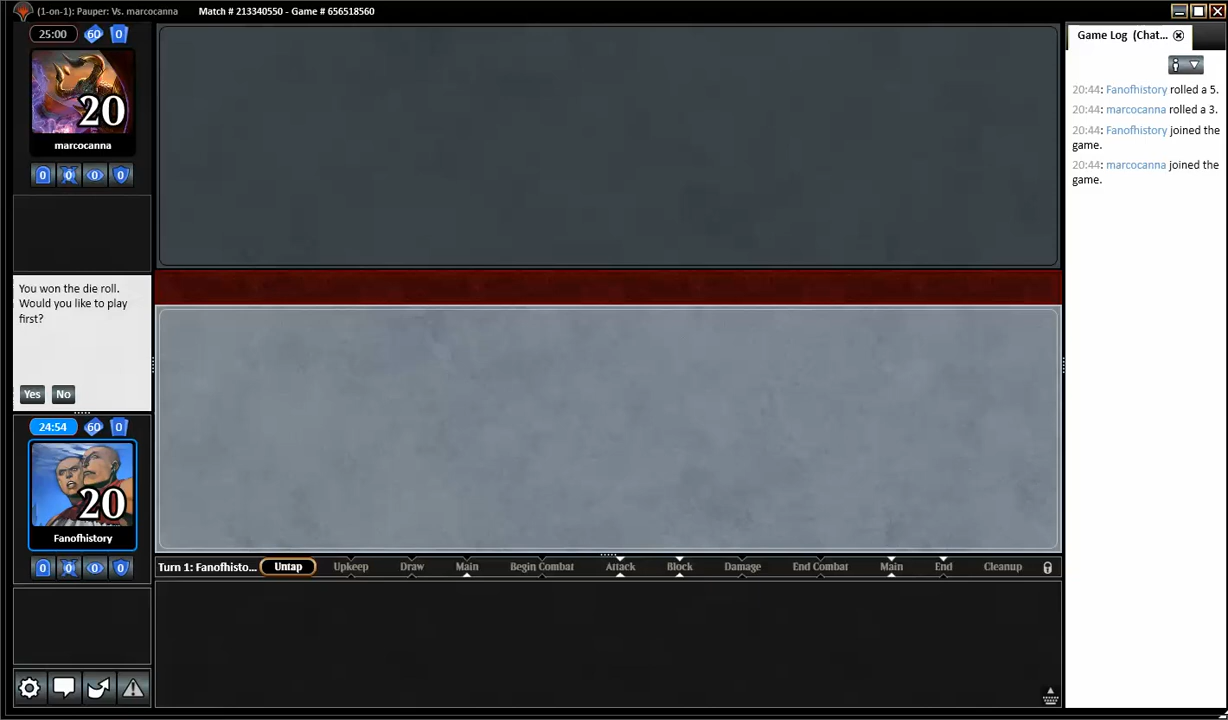 (1-on-1): Pauper: Vs. marcocanna
Match # 213340550 - Game # 656518560
25:00
60
0
20
marcocanna
0
0
0
0
Game Log (Chat...
20:44: Fanofhistory rolled a 5.
20:44: marcocanna rolled a 3.
20:44: Fanofhistory joined the
game.
20:44: marcocanna joined the
game.
You won the die roll.
Would you like to play
first?
Yes
No
24:54
60
0
20
Fanofhistory
0
0
0
0
Turn 1: Fanofhisto...
Untap
Upkeep
Draw
Main
Begin Combat
Attack
Block
Damage
End Combat
Main
End
Cleanup